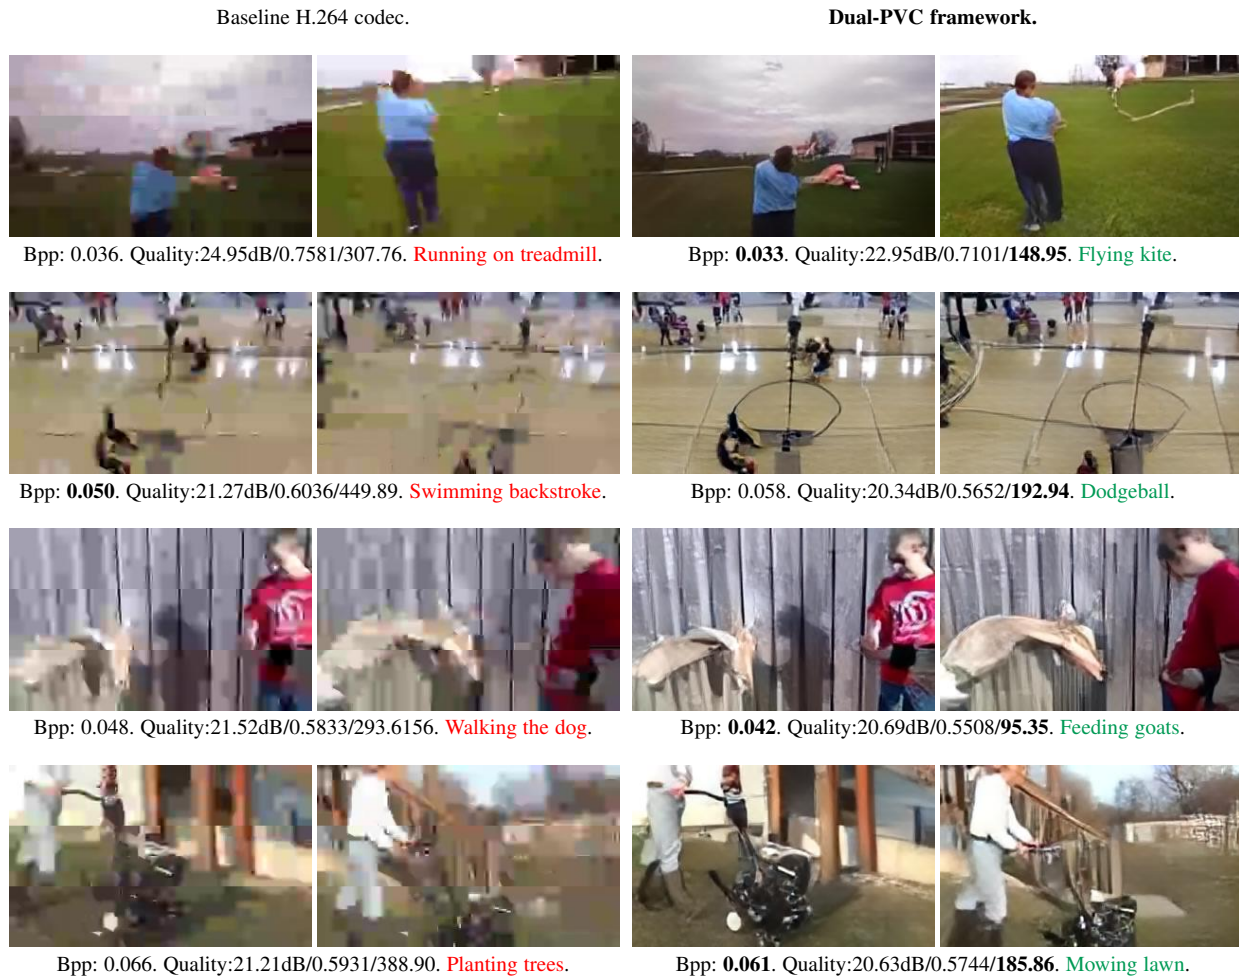 Baseline H.264 codec.
Dual-PVC framework.
Bpp: 0.036. Quality:24.95dB/0.7581/307.76. Running on treadmill.
Bpp: 0.033. Quality:22.95dB/0.7101/148.95. Flying kite.
Bpp: 0.050. Quality:21.27dB/0.6036/449.89. Swimming backstroke.
Bpp: 0.058. Quality:20.34dB/0.5652/192.94. Dodgeball.
Bpp: 0.048. Quality:21.52dB/0.5833/293.6156. Walking the dog.
Bpp: 0.042. Quality:20.69dB/0.5508/95.35. Feeding goats.
Bpp: 0.066. Quality:21.21dB/0.5931/388.90. Planting trees.
Bpp: 0.061. Quality:20.63dB/0.5744/185.86. Mowing lawn.